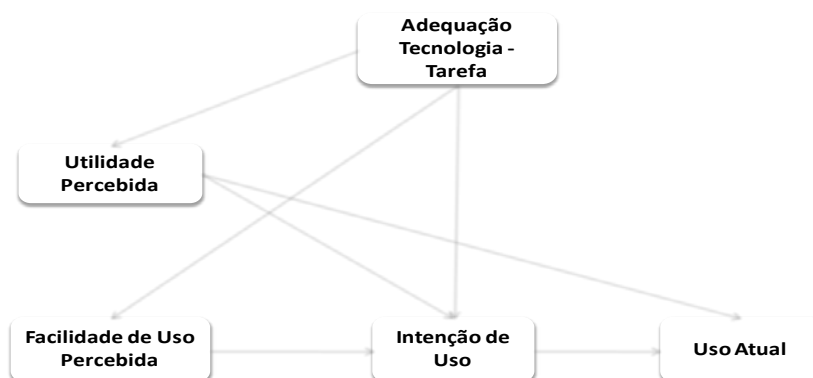 Adequação
Tecnologia -
Tarefa
Utilidade
Percebida
Facilidade de Uso
Percebida
Intenção de
Uso
Uso Atual